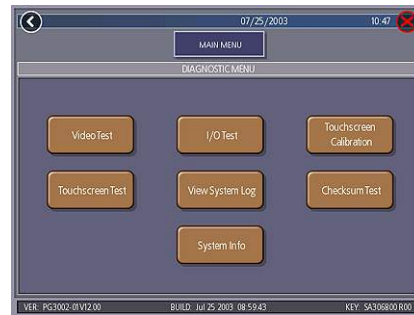 07/25/2003 10:47
MAIN MENU
DIAGNOSTIC MENU
Video Test I/O Test Touchscreen Calibration
Touchscreen Test View System Log Checksum Test
System Info
VER: PG3002-01V12.00 BUILD: Jul 25 2003 08:59:43 KEY: SA306800 R00